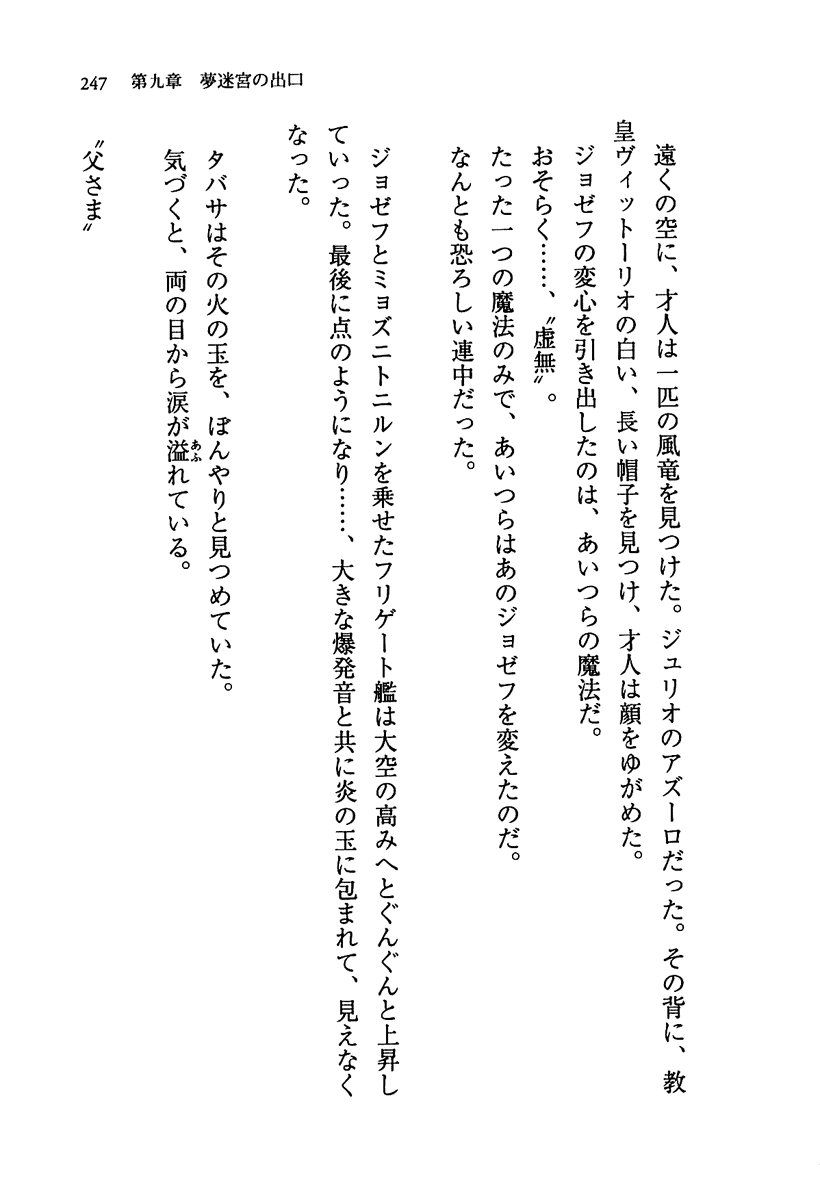 247 第九章 夢迷宮の出口
遠くの空に、才人は一匹の風竜を見つけた。ジュリオのアズーロだった。その背に、教
皇ヴィットーリオの白い、長い帽子を見つけ、才人は顔をゆがめた。
ジョゼフの変心を引き出したのは、あいつらの魔法だ。
おそらく……、〝虚無〟。
たった一つの魔法のみで、あいつらはあのジョゼフを変えたのだ。
なんとも恐ろしい連中だった。
ジョゼフとミョズニトニルンを乗せたフリゲート艦は大空の高みへとぐんぐんと上昇し
ていった。最後に点のようになり……、大きな爆発音と共に炎の玉に包まれて、見えなく
なった。
タバサはその火の玉を、ぼんやりと見つめていた。
気づくと、両の目から涙が溢あふれている。
〝父さま〟